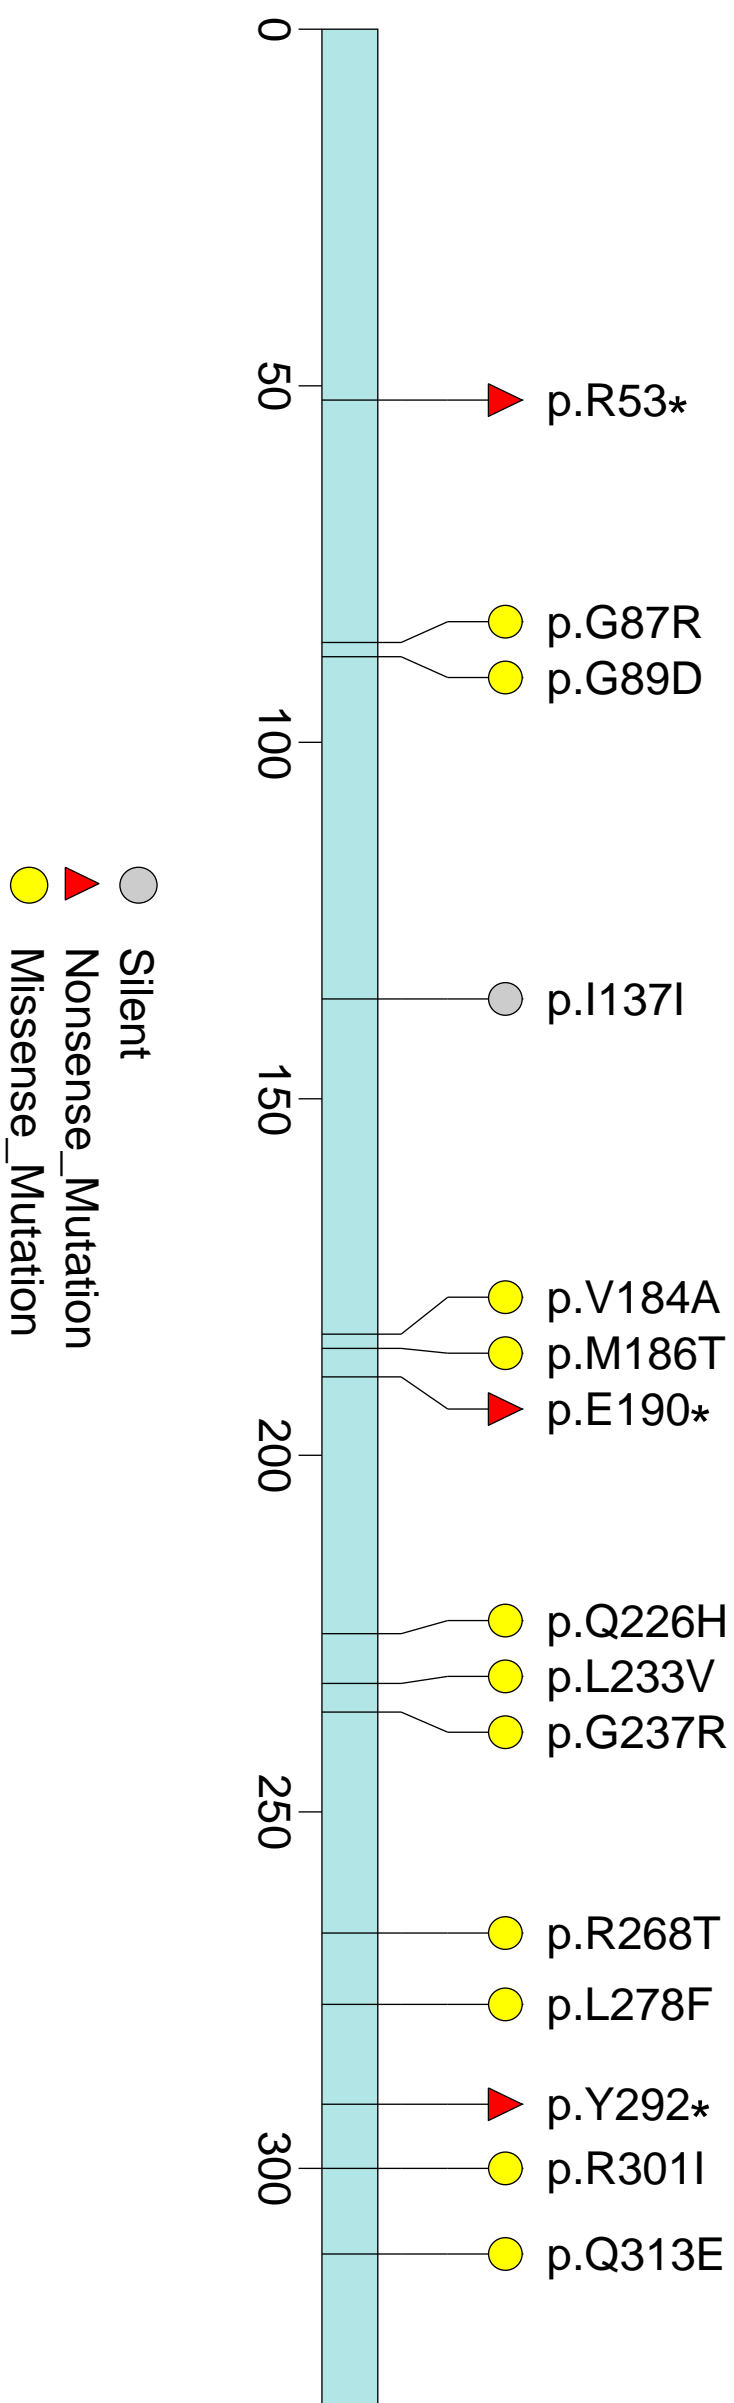 p.R53*
p.G87R
p.G89D
p.I137I
p.V184A
p.M186T
p.E190*
p.Q226H
p.L233V
p.G237R
p.R268T
p.L278F
p.Y292*
p.R301I
p.Q313E
0
50
100
150
200
250
300
Silent
Nonsense_Mutation
Missense_Mutation